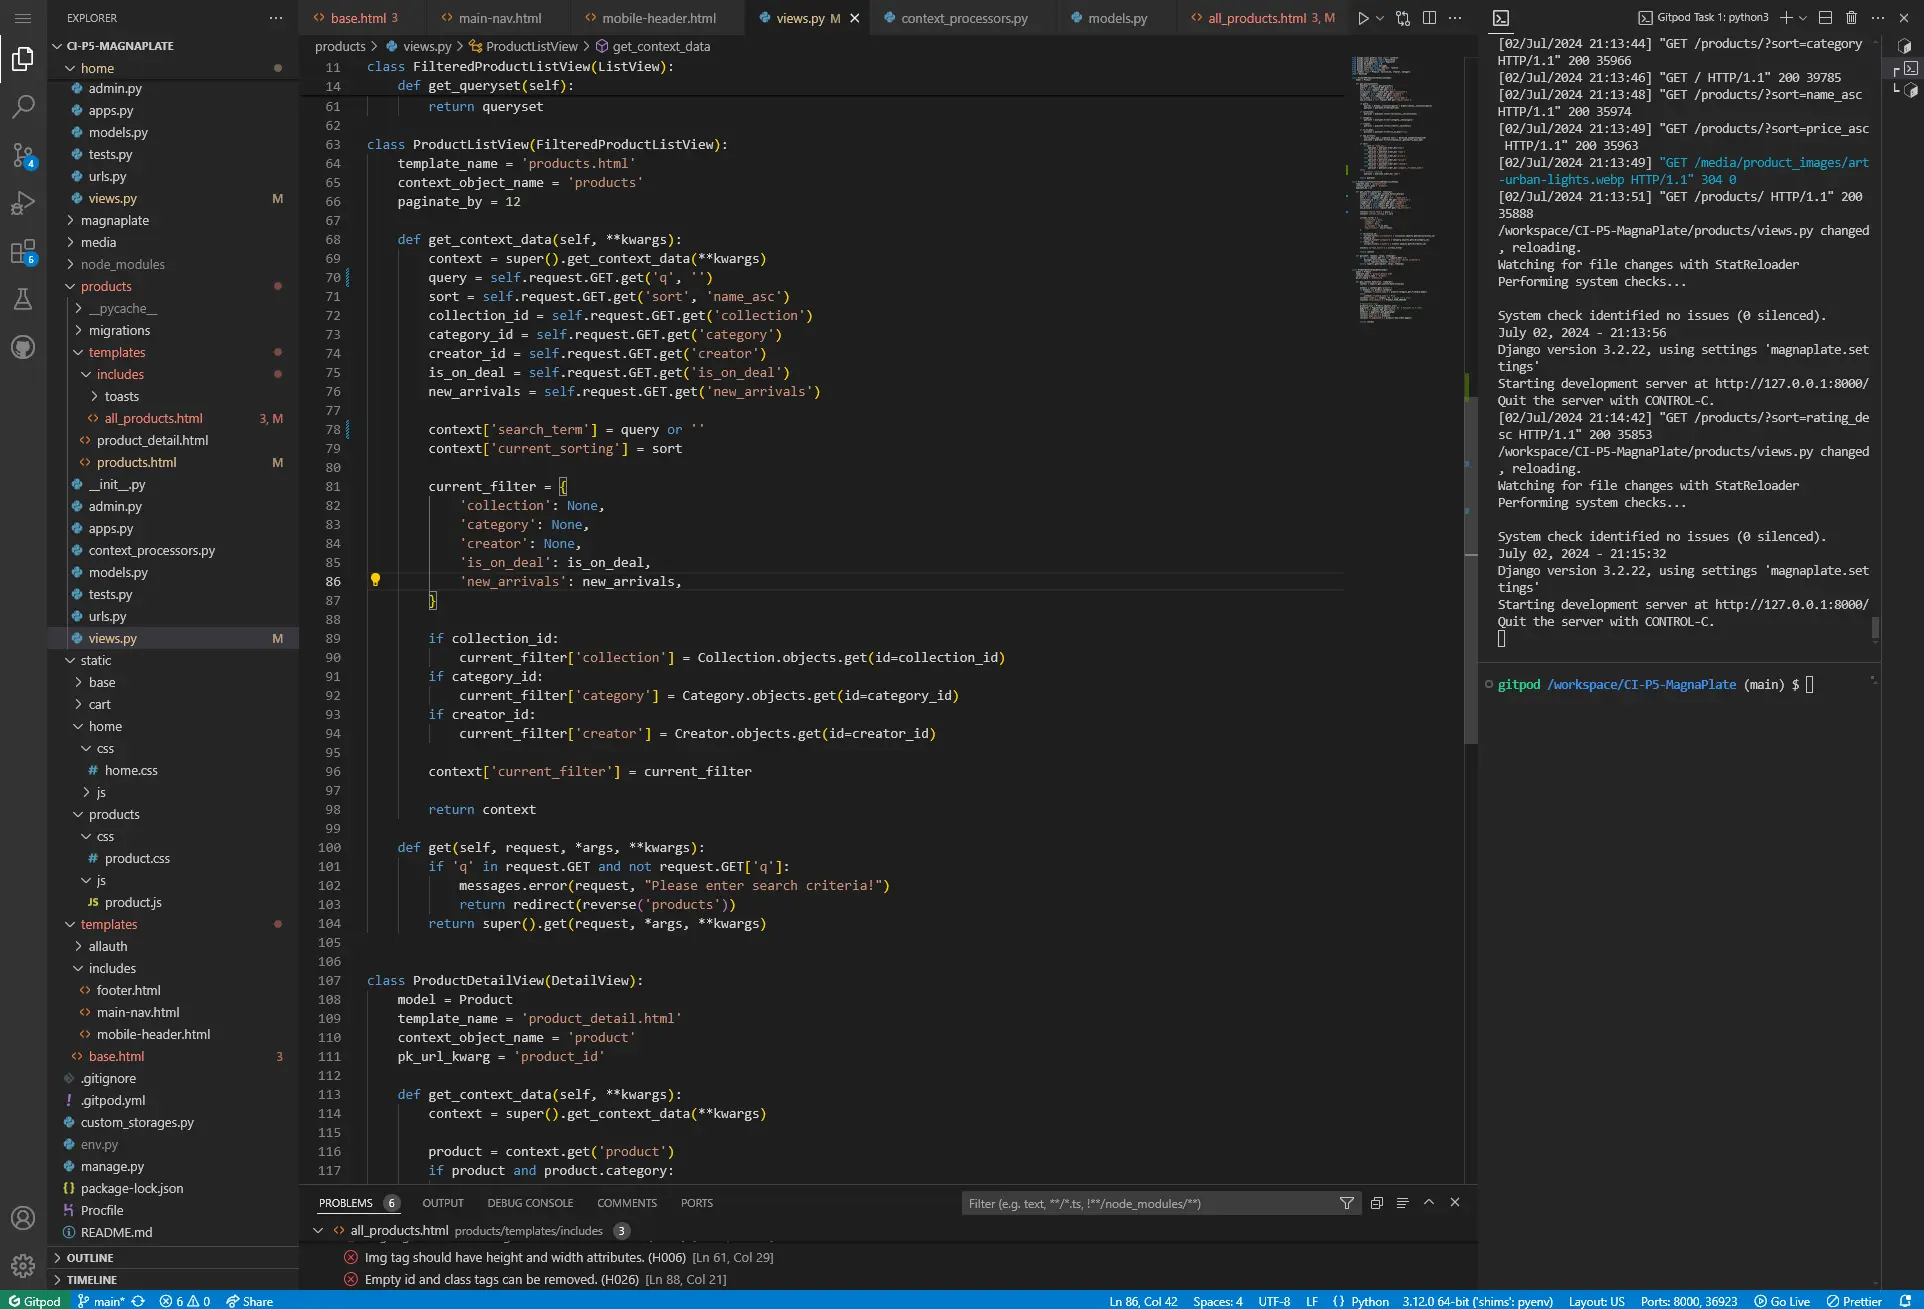 EXPLORER
CI-P5-MAGNAPLATE
home
admin.py
apps.py
models.py
tests.py
urls.py
views.py M
magnaplate
media
node_modules
products
__pycache__
migrations
templates
includes
toasts
all_products.html 3, M
product_detail.html
products.html M
__init__.py
admin.py
apps.py
context_processors.py
models.py
tests.py
urls.py
views.py M
static
base
cart
home
css
home.css
js
products
css
product.css
js
product.js
templates
allauth
includes
footer.html
main-nav.html
mobile-header.html
base.html 3
.gitignore
.gitpod.yml
custom_storages.py
env.py
manage.py
package-lock.json
Procfile
README.md
OUTLINE
TIMELINE
4
6
base.html 3
main-nav.html
mobile-header.html
views.py M
context_processors.py
models.py
all_products.html 3, M
products > views.py > ProductListView > get_context_data
11 class FilteredProductListView(ListView):
14 def get_queryset(self):
61 return queryset
62
63 class ProductListView(FilteredProductListView):
64 template_name = 'products.html'
65 context_object_name = 'products'
66 paginate_by = 12
67
68 def get_context_data(self, **kwargs):
69 context = super().get_context_data(**kwargs)
70 query = self.request.GET.get('q', '')
71 sort = self.request.GET.get('sort', 'name_asc')
72 collection_id = self.request.GET.get('collection')
73 category_id = self.request.GET.get('category')
74 creator_id = self.request.GET.get('creator')
75 is_on_deal = self.request.GET.get('is_on_deal')
76 new_arrivals = self.request.GET.get('new_arrivals')
77
78 context['search_term'] = query or ''
79 context['current_sorting'] = sort
80
81 current_filter = {
82 'collection': None,
83 'category': None,
84 'creator': None,
85 'is_on_deal': is_on_deal,
86 'new_arrivals': new_arrivals,
87 }
88
89 if collection_id:
90 current_filter['collection'] = Collection.objects.get(id=collection_id)
91 if category_id:
92 current_filter['category'] = Category.objects.get(id=category_id)
93 if creator_id:
94 current_filter['creator'] = Creator.objects.get(id=creator_id)
95
96 context['current_filter'] = current_filter
97
98 return context
99
100 def get(self, request, *args, **kwargs):
101 if 'q' in request.GET and not request.GET['q']:
102 messages.error(request, "Please enter search criteria!")
103 return redirect(reverse('products'))
104 return super().get(request, *args, **kwargs)
105
106
107 class ProductDetailView(DetailView):
108 model = Product
109 template_name = 'product_detail.html'
110 context_object_name = 'product'
111 pk_url_kwarg = 'product_id'
112
113 def get_context_data(self, **kwargs):
114 context = super().get_context_data(**kwargs)
115
116 product = context.get('product')
117 if product and product.category:
PROBLEMS 6 OUTPUT DEBUG CONSOLE COMMENTS PORTS
Filter (e.g. text, **/*.ts, !**/node_modules/**)
all_products.html products/templates/includes 3
Img tag should have height and width attributes. (H006) [Ln 61, Col 29]
Empty id and class tags can be removed. (H026) [Ln 88, Col 21]
Gitpod Task 1: python3
[02/Jul/2024 21:13:44] "GET /products/?sort=category
HTTP/1.1" 200 35966
[02/Jul/2024 21:13:46] "GET / HTTP/1.1" 200 39785
[02/Jul/2024 21:13:48] "GET /products/?sort=name_asc
HTTP/1.1" 200 35974
[02/Jul/2024 21:13:49] "GET /products/?sort=price_asc
HTTP/1.1" 200 35963
[02/Jul/2024 21:13:49] "GET /media/product_images/art
-urban-lights.webp HTTP/1.1" 304 0
[02/Jul/2024 21:13:51] "GET /products/ HTTP/1.1" 200
35888
/workspace/CI-P5-MagnaPlate/products/views.py changed
, reloading.
Watching for file changes with StatReloader
Performing system checks...
System check identified no issues (0 silenced).
July 02, 2024 - 21:13:56
Django version 3.2.22, using settings 'magnaplate.set
tings'
Starting development server at http://127.0.0.1:8000/
Quit the server with CONTROL-C.
[02/Jul/2024 21:14:42] "GET /products/?sort=rating_de
sc HTTP/1.1" 200 35853
/workspace/CI-P5-MagnaPlate/products/views.py changed
, reloading.
Watching for file changes with StatReloader
Performing system checks...
System check identified no issues (0 silenced).
July 02, 2024 - 21:15:32
Django version 3.2.22, using settings 'magnaplate.set
tings'
Starting development server at http://127.0.0.1:8000/
Quit the server with CONTROL-C.
gitpod /workspace/CI-P5-MagnaPlate (main) $
Gitpod main* 6 0 Share
Ln 86, Col 42 Spaces: 4 UTF-8 LF Python 3.12.0 64-bit ('shims': pyenv) Layout: US Ports: 8000, 36923 Go Live Prettier